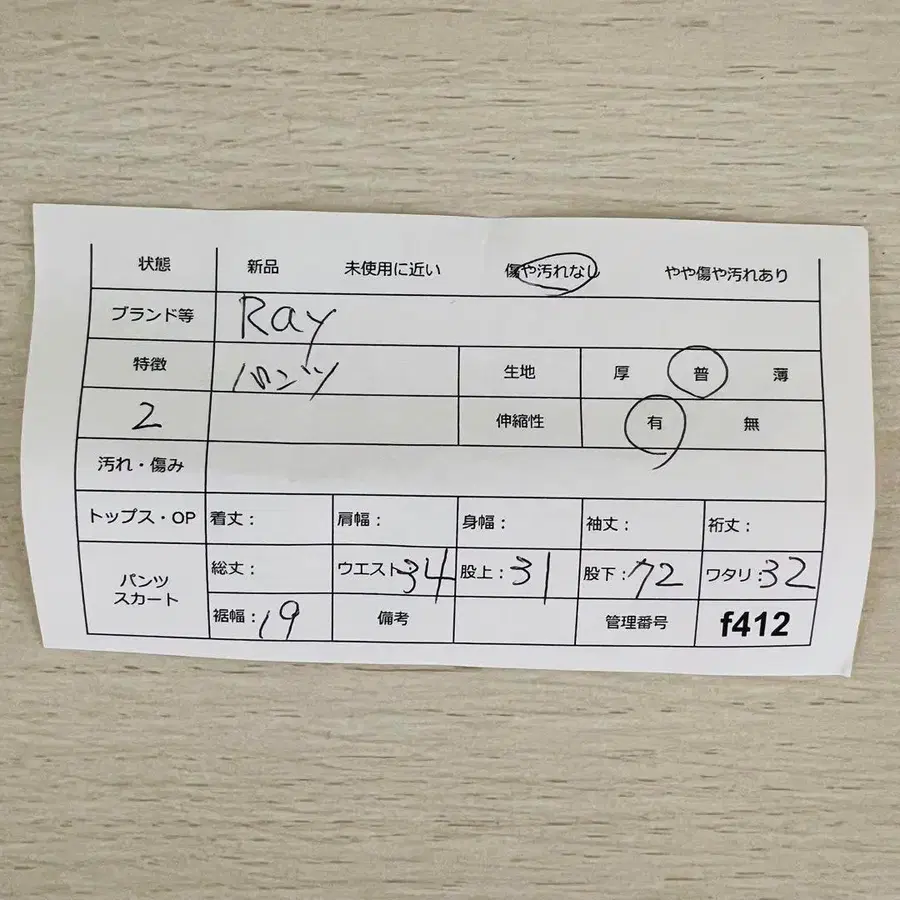 状態 新品 未使用に近い 傷や汚れなし やや傷や汚れあり
ブランド等 Ray
特徴 パンツ 生地 厚 普 薄
2 伸縮性 有 無
汚れ・傷み
トップス・OP 着丈: 肩幅: 身幅: 袖丈: 裄丈:
パンツ スカート 総丈: ウエスト:34 股上:31 股下:72 ワタリ:32
裾幅:19 備考 管理番号 f412